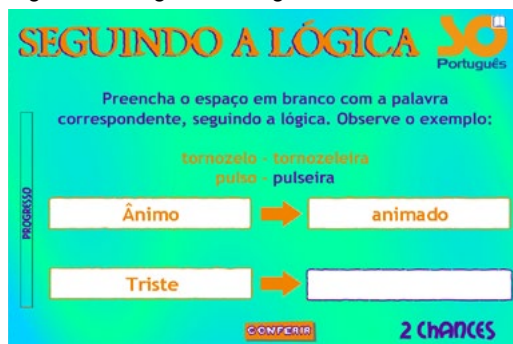 SEGUINDO A LÓGICA
SÓ
Português
Preencha o espaço em branco com a palavra
correspondente, seguindo a lógica. Observe o exemplo:
tornozelo - tornozeleira
pulso - pulseira
PROGRESSO
Ânimo
animado
Triste
CONFERIR
2 CHANCES